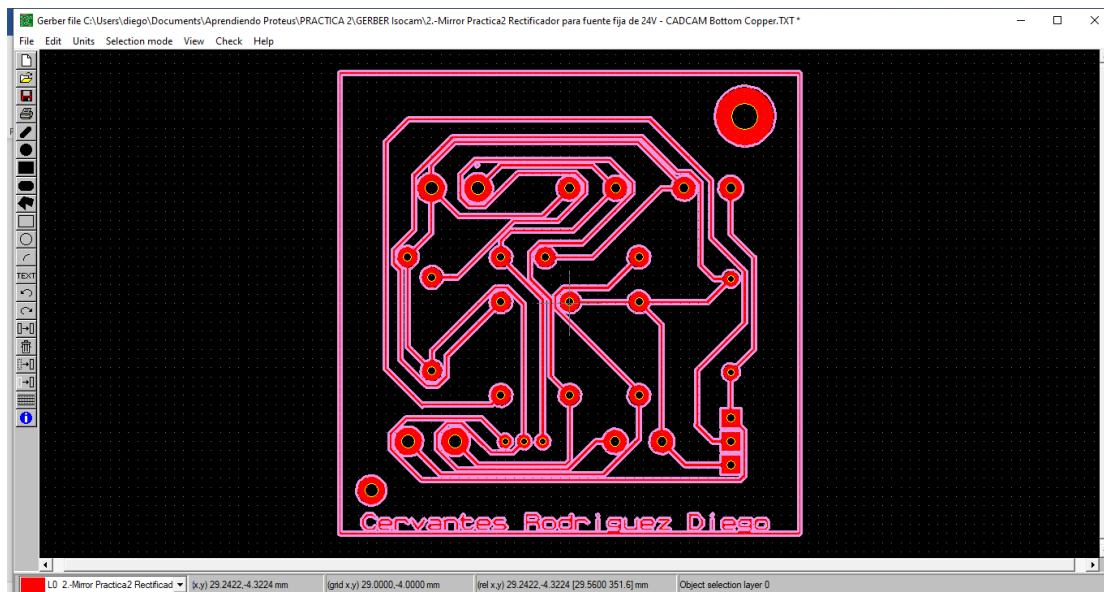 Gerber file C:\Users\diego\Documents\Aprendiendo Proteus\PRACTICA 2\GERBER Isocam\2.-Mirror Practica2 Rectificador para fuente fija de 24V - CADCAM Bottom Copper.TXT *
File Edit Units Selection mode View Check Help
TEXT
Cervantes Rodriguez Diego
L0 2.-Mirror Practica2 Rectificad (x,y) 29.2422,-4.3224 mm (grid x,y) 29.0000,-4.0000 mm (rel x,y) 29.2422,-4.3224 [29.5600 351.6] mm Object selection layer 0